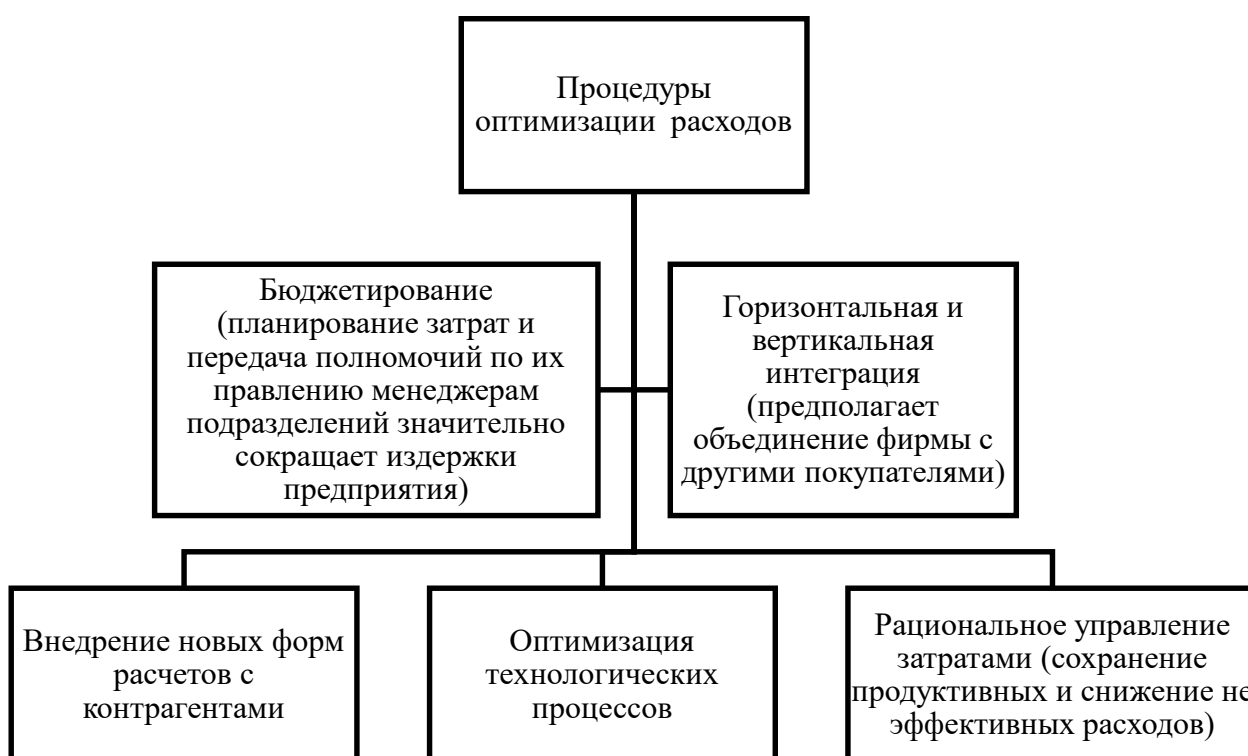 Процедуры
оптимизации расходов
Бюджетирование
(планирование затрат и
передача полномочий по их
правлению менеджерам
подразделений значительно
сокращает издержки
предприятия)
Горизонтальная и
вертикальная
интеграция
(предполагает
объединение фирмы с
другими покупателями)
Внедрение новых форм
расчетов с
контрагентами
Оптимизация
технологических
процессов
Рациональное управление
затратами (сохранение
продуктивных и снижение не
эффективных расходов)